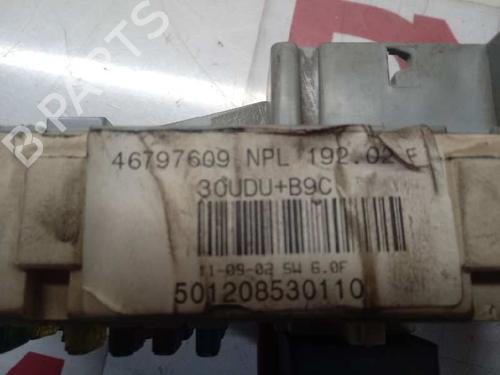 B-PARTS
46797609 NPL 192.02 F
30UDU+B9C
11-09-02 SW 6.0F
501208530110